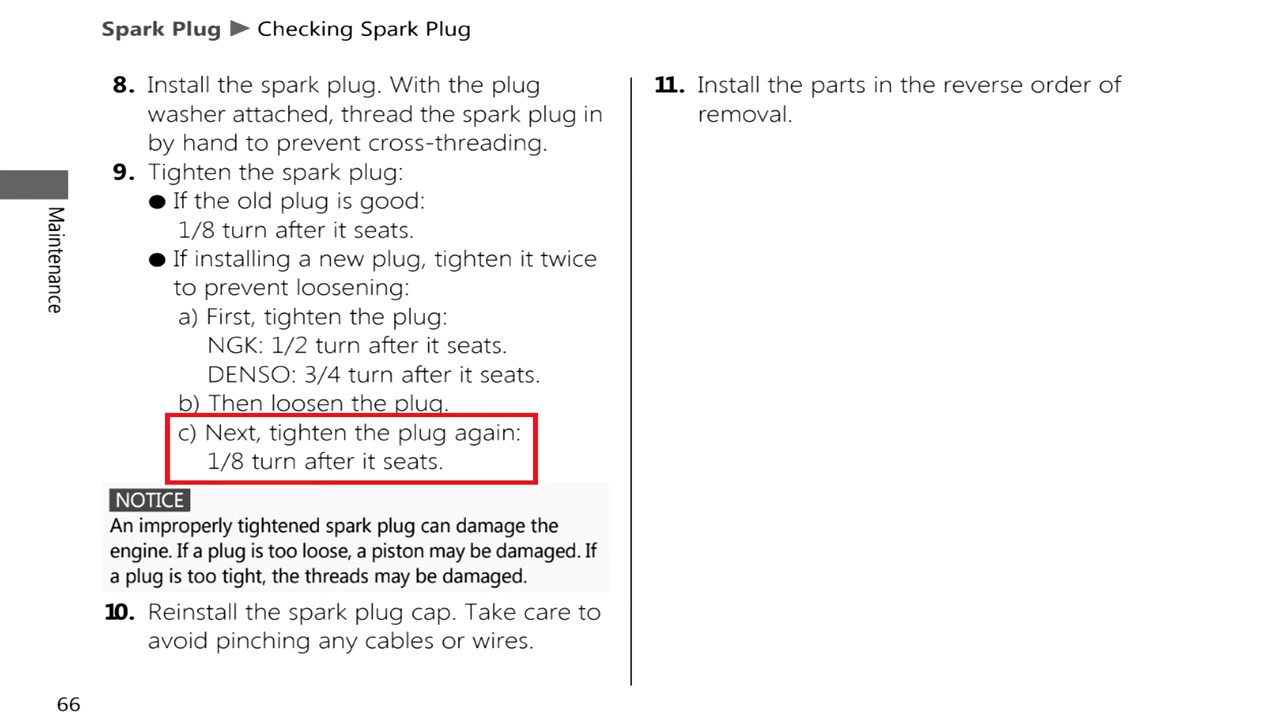 Spark Plug ▶ Checking Spark Plug
Maintenance
8. Install the spark plug. With the plug
washer attached, thread the spark plug in
by hand to prevent cross-threading.
9. Tighten the spark plug:
● If the old plug is good:
1/8 turn after it seats.
● If installing a new plug, tighten it twice
to prevent loosening:
a) First, tighten the plug:
NGK: 1/2 turn after it seats.
DENSO: 3/4 turn after it seats.
b) Then loosen the plug.
c) Next, tighten the plug again:
1/8 turn after it seats.
NOTICE
An improperly tightened spark plug can damage the
engine. If a plug is too loose, a piston may be damaged. If
a plug is too tight, the threads may be damaged.
10. Reinstall the spark plug cap. Take care to
avoid pinching any cables or wires.
11. Install the parts in the reverse order of
removal.
66